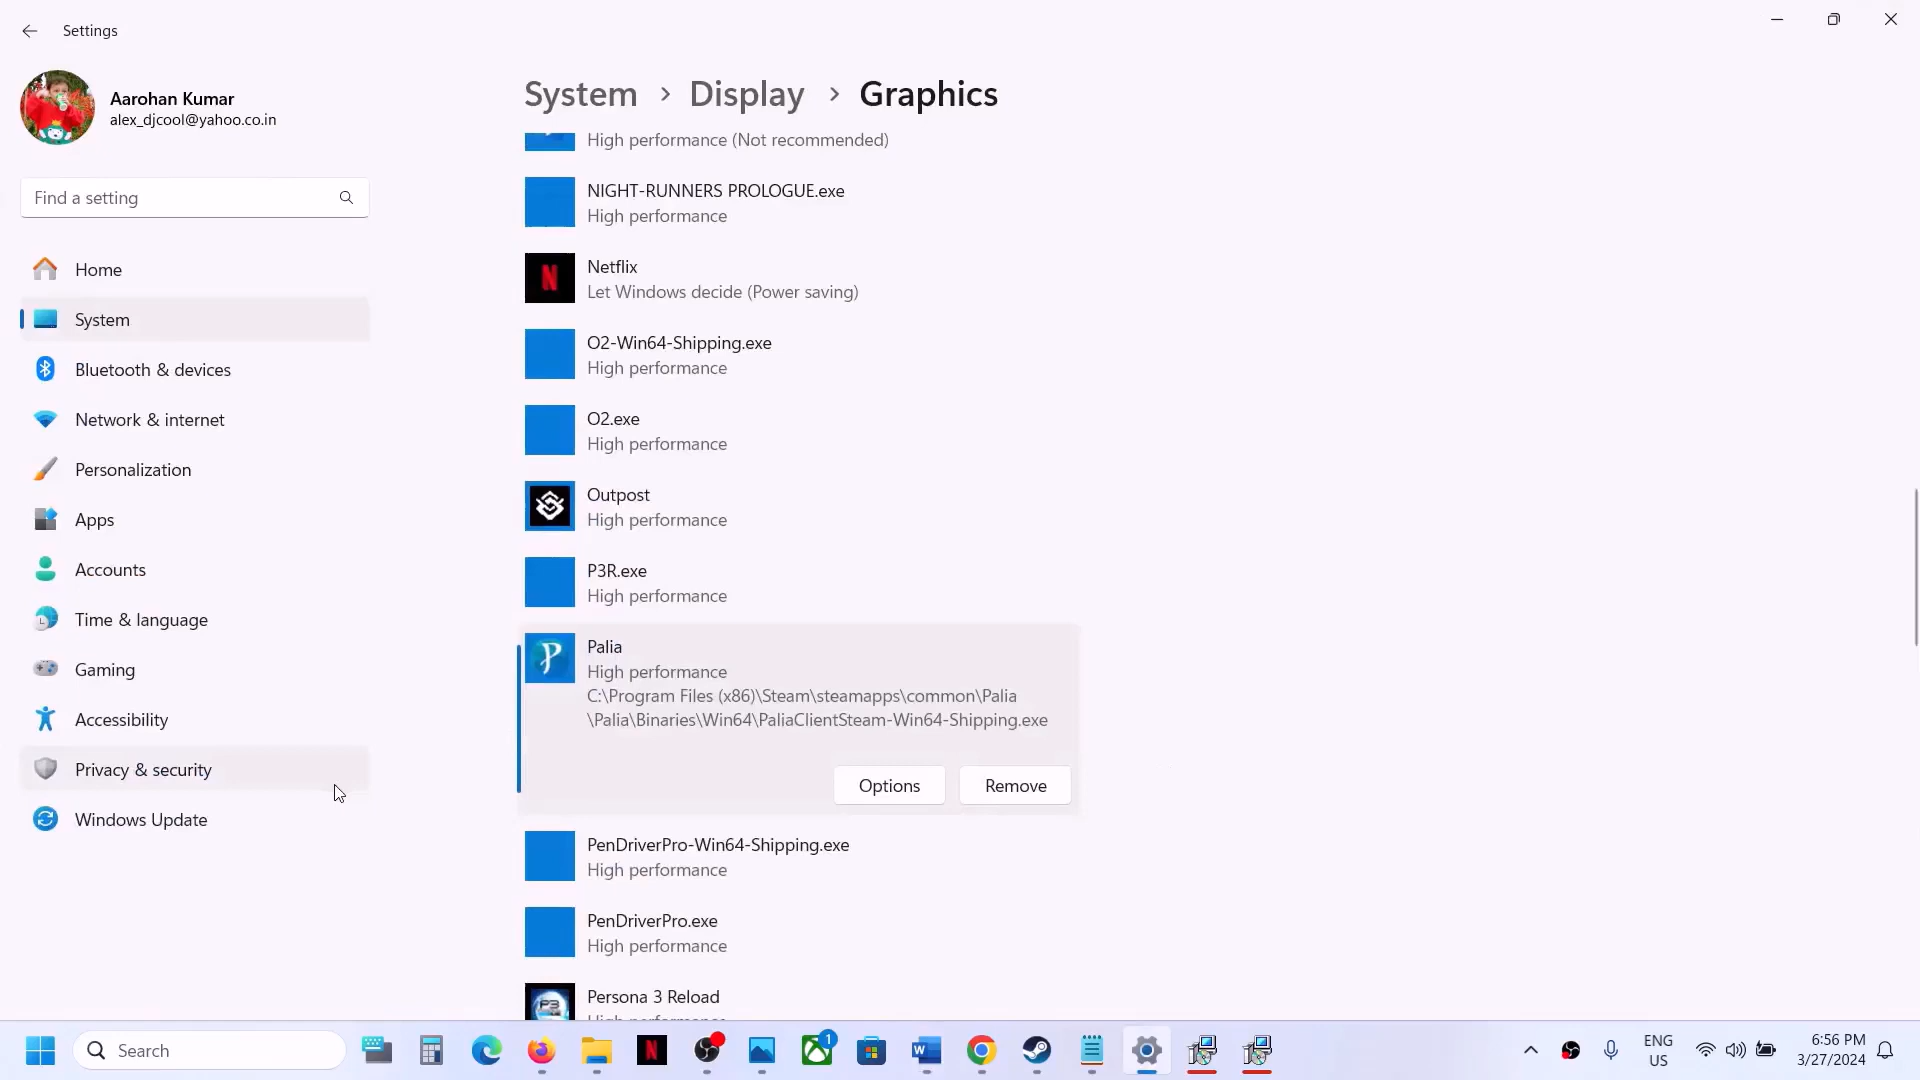 Settings
Aarohan Kumar
alex_djcool@yahoo.co.in
Find a setting
Home
System
Bluetooth & devices
Network & internet
Personalization
Apps
Accounts
Time & language
Gaming
Accessibility
Privacy & security
Windows Update
System > Display > Graphics
High performance (Not recommended)
NIGHT-RUNNERS PROLOGUE.exe
High performance
Netflix
Let Windows decide (Power saving)
O2-Win64-Shipping.exe
High performance
O2.exe
High performance
Outpost
High performance
P3R.exe
High performance
Palia
High performance
C:\Program Files (x86)\Steam\steamapps\common\Palia
\Palia\Binaries\Win64\PaliaClientSteam-Win64-Shipping.exe
Options
Remove
PenDriverPro-Win64-Shipping.exe
High performance
PenDriverPro.exe
High performance
Persona 3 Reload
High performance
Search
1
ENG
US
6:56 PM
3/27/2024